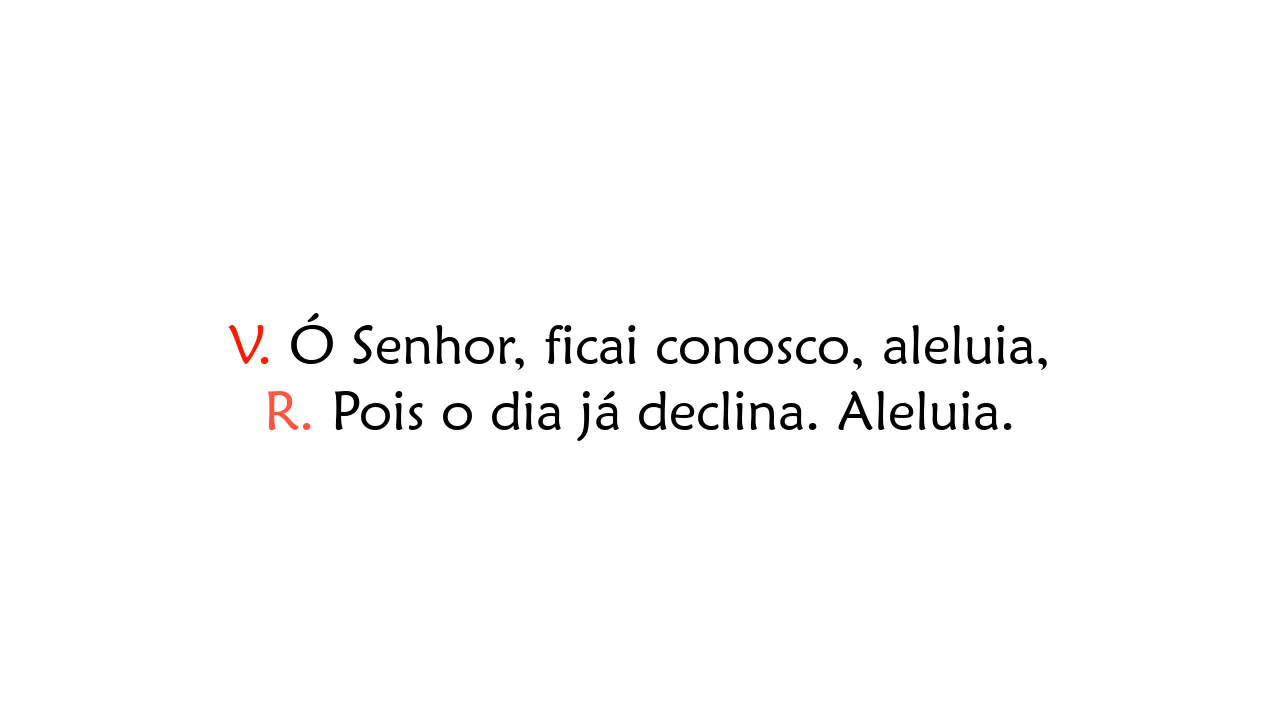 V. Ó Senhor, ficai conosco, aleluia,
R. Pois o dia já declina. Aleluia.